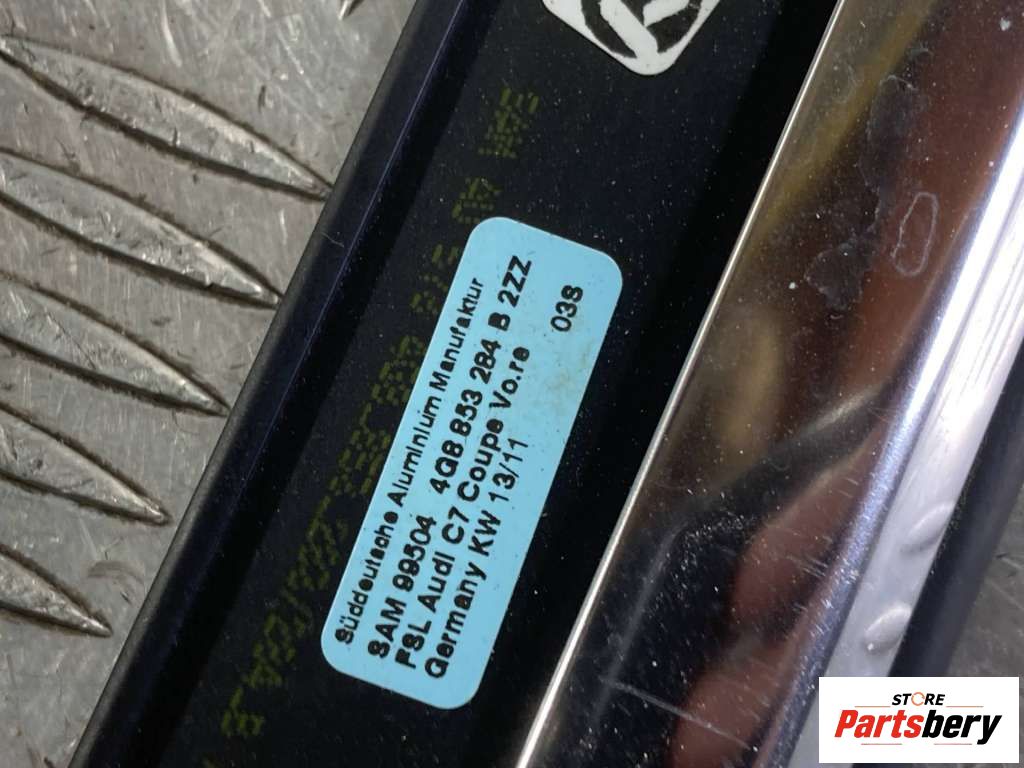 Süddeutsche Aluminium Manufaktur
SAM 99504 4G8 853 284 B 2ZZ
FSL Audi C7 Coupe Vo.re
Germany KW 13/11 03S
STORE
Partsbery